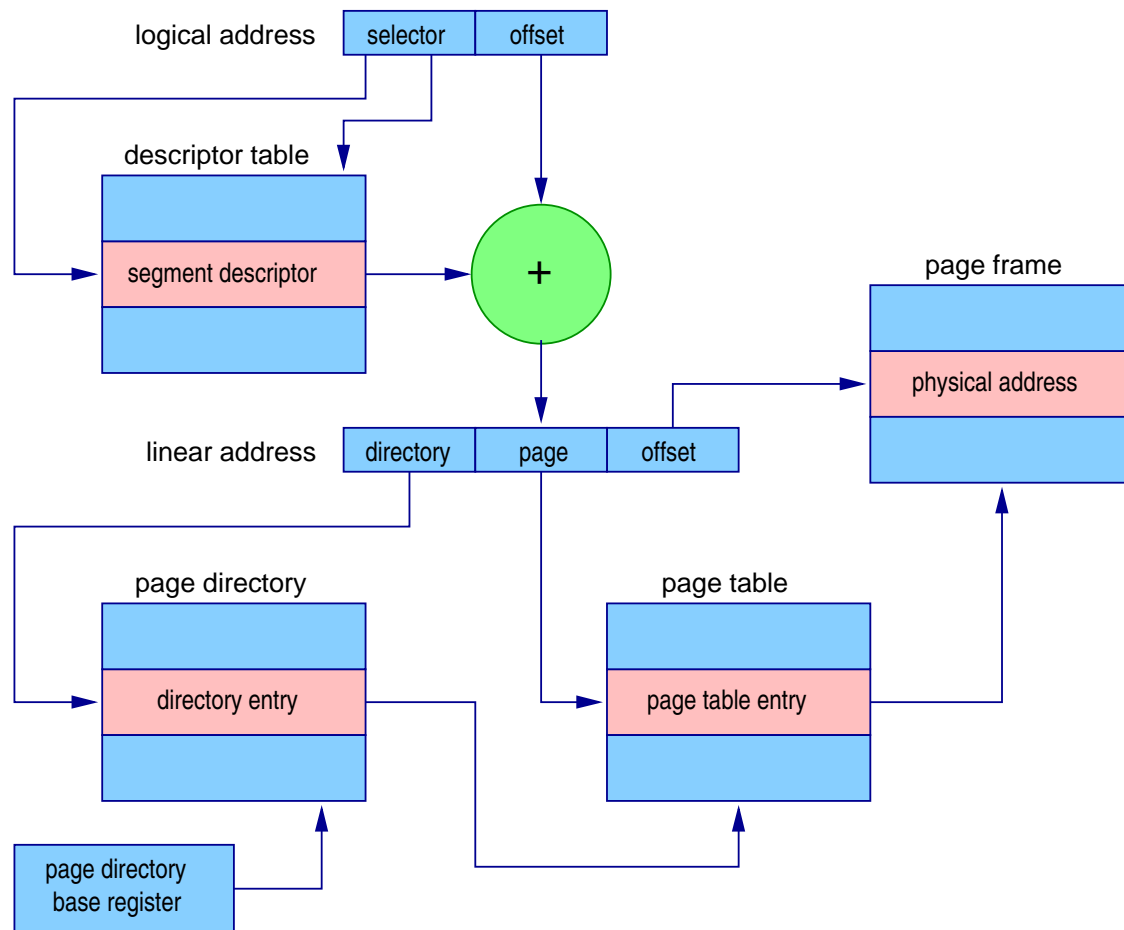 logical address
selector
offset
descriptor table
segment descriptor
+
page frame
physical address
linear address
directory
page
offset
page directory
directory entry
page table
page table entry
page directory
base register